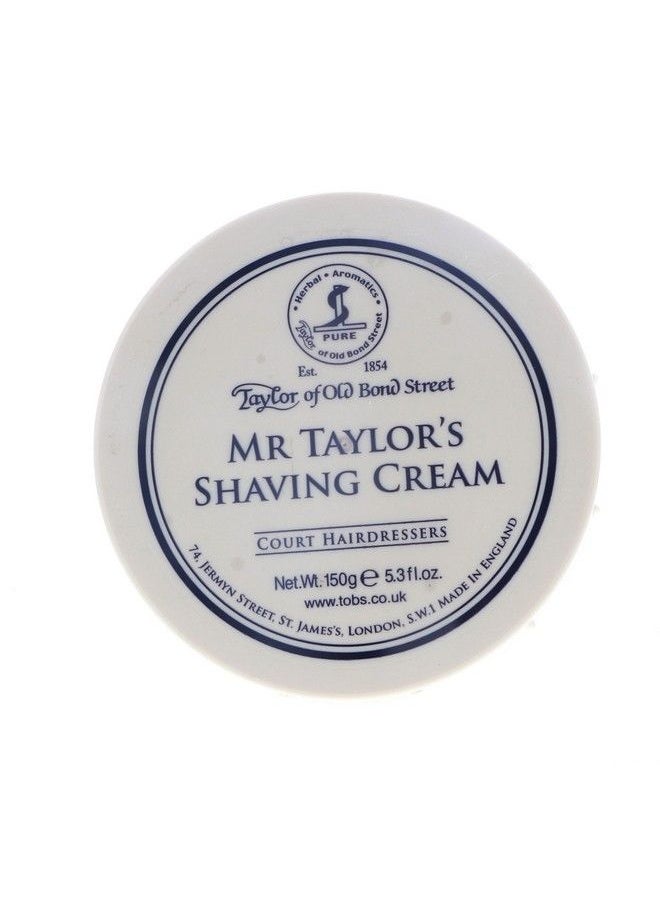 Herbal • Aromatics •
PURE
Taylor of Old Bond Street
Est. 1854
Taylor of Old Bond Street
MR TAYLOR'S
SHAVING CREAM
COURT HAIRDRESSERS
Net.Wt. 150g ℮ 5.3fl.oz.
www.tobs.co.uk
74, JERMYN STREET, ST. JAMES'S, LONDON, S.W.1 MADE IN ENGLAND